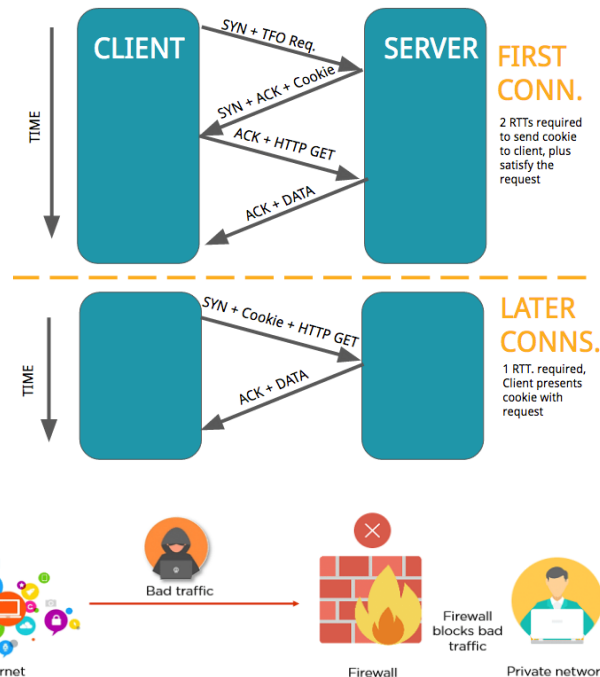 CLIENT
SERVER
TIME
SYN + TFO Req.
SYN + ACK + Cookie
ACK + HTTP GET
ACK + DATA
FIRST
CONN.
2 RTTs required
to send cookie
to client, plus
satisfy the
request
TIME
SYN + Cookie + HTTP GET
ACK + DATA
LATER
CONNS.
1 RTT. required,
Client presents
cookie with
request
Bad traffic
Firewall
blocks bad
traffic
rnet
Firewall
Private networ